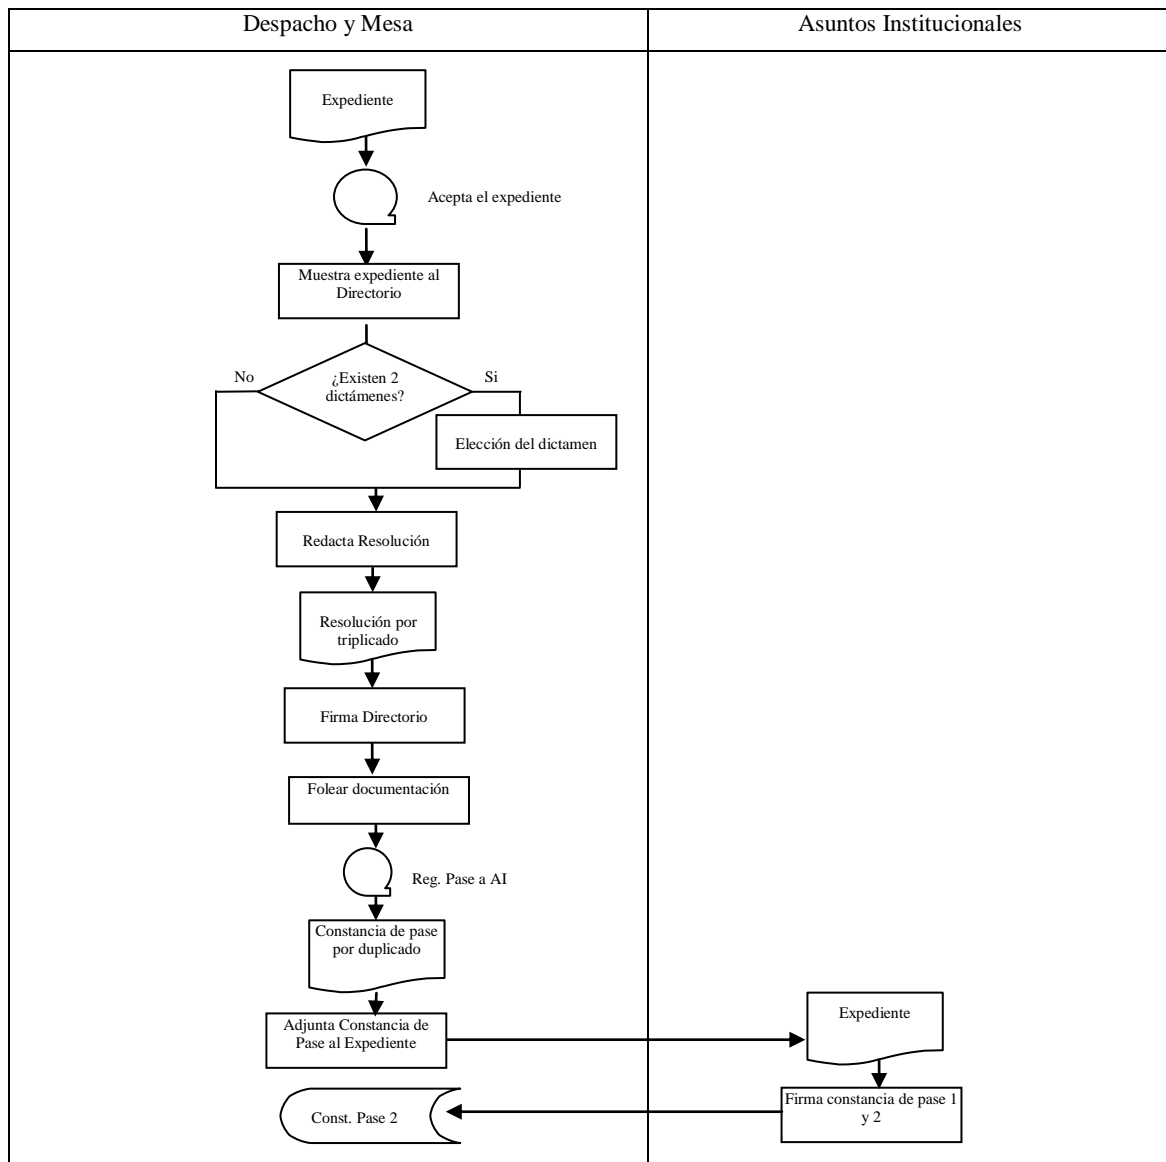 Despacho y Mesa
Asuntos Institucionales
Expediente
Acepta el expediente
Muestra expediente al
Directorio
No
¿Existen 2
dictámenes?
Si
Elección del dictamen
Redacta Resolución
Resolución por
triplicado
Firma Directorio
Folear documentación
Reg. Pase a AI
Constancia de pase
por duplicado
Adjunta Constancia de
Pase al Expediente
Expediente
Firma constancia de pase 1
y 2
Const. Pase 2